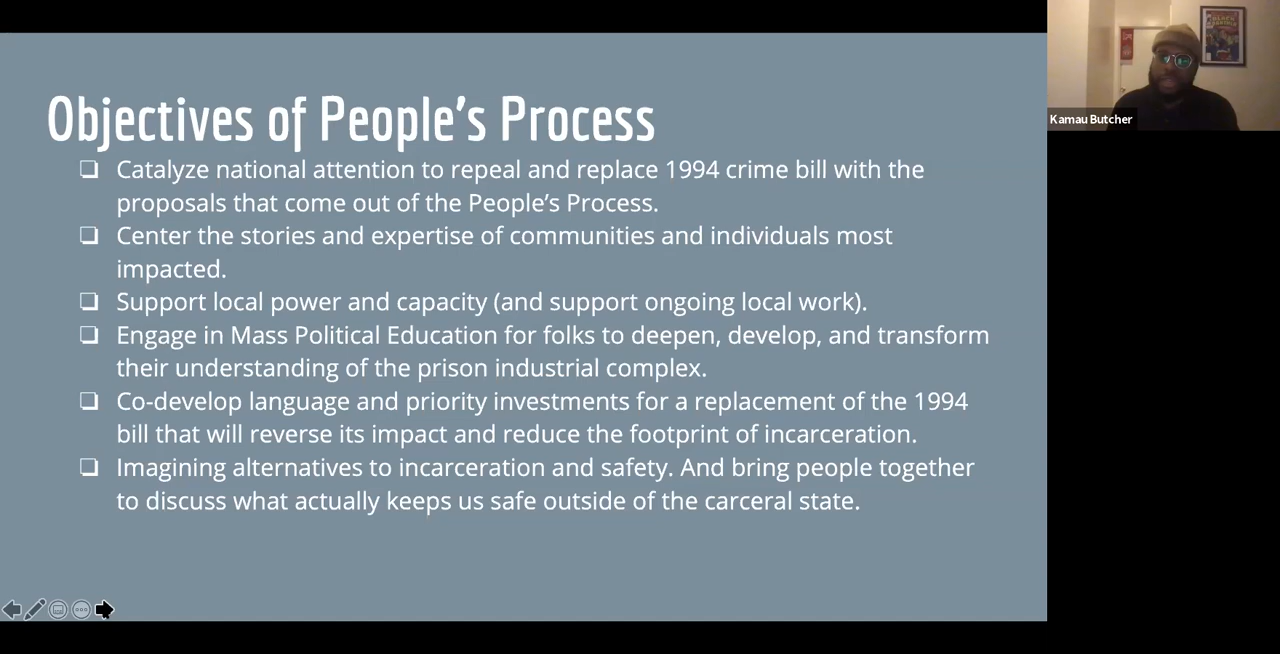 Objectives of People’s Process
❏ Catalyze national attention to repeal and replace 1994 crime bill with the
proposals that come out of the People’s Process.
❏ Center the stories and expertise of communities and individuals most
impacted.
❏ Support local power and capacity (and support ongoing local work).
❏ Engage in Mass Political Education for folks to deepen, develop, and transform
their understanding of the prison industrial complex.
❏ Co-develop language and priority investments for a replacement of the 1994
bill that will reverse its impact and reduce the footprint of incarceration.
❏ Imagining alternatives to incarceration and safety. And bring people together
to discuss what actually keeps us safe outside of the carceral state.
Kamau Butcher